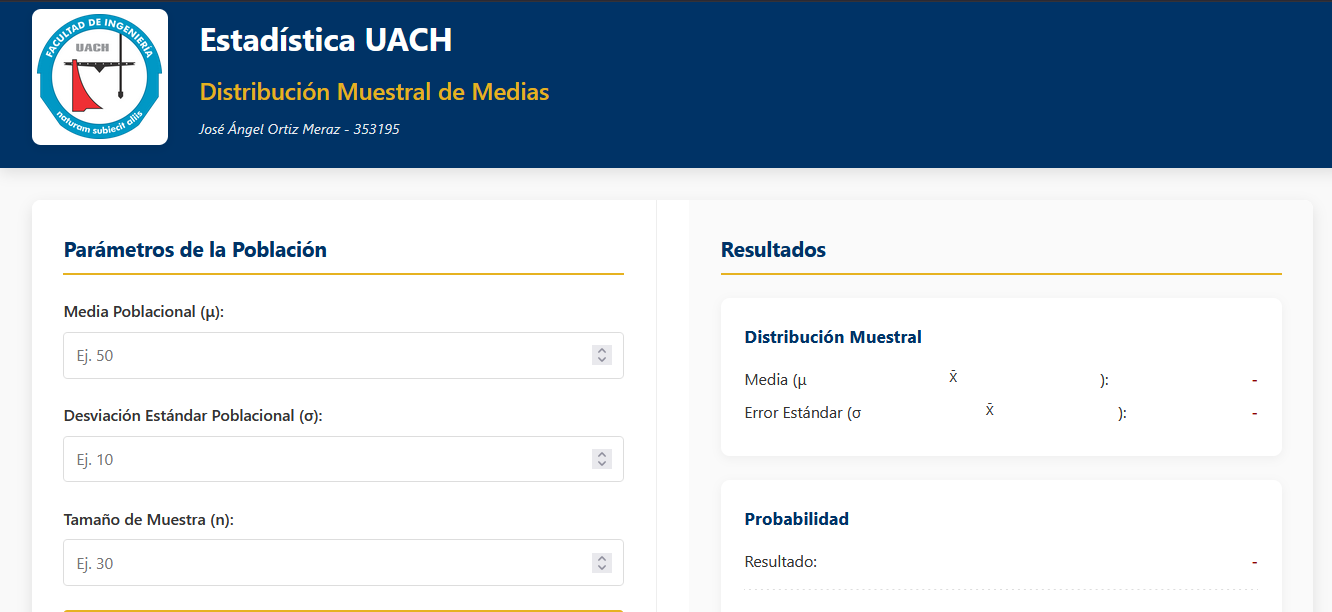 FACULTAD DE INGENIERÍA
UACH
naturam subiecit aliis
Estadística UACH
Distribución Muestral de Medias
José Ángel Ortiz Meraz - 353195
Parámetros de la Población
Media Poblacional (μ):
Ej. 50
Desviación Estándar Poblacional (σ):
Ej. 10
Tamaño de Muestra (n):
Ej. 30
Resultados
Distribución Muestral
Media (μ x̄ ): -
Error Estándar (σ x̄ ): -
Probabilidad
Resultado: -